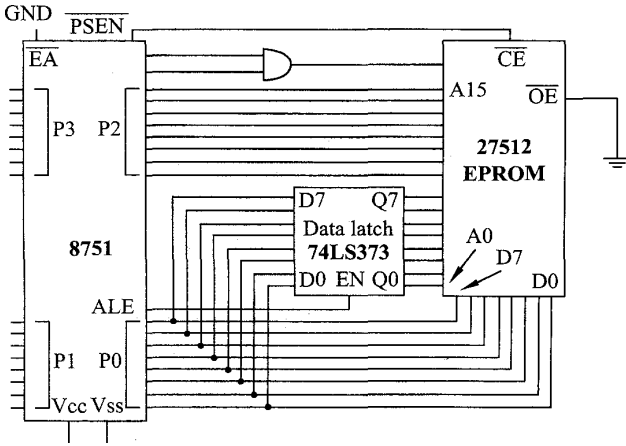 GND
PSEN
EA
CE
A15
OE
P3
P2
27512
EPROM
D7
Q7
Data latch
74LS373
8751
A0
D7
D0
EN
Q0
D0
ALE
P1
P0
Vcc
Vss